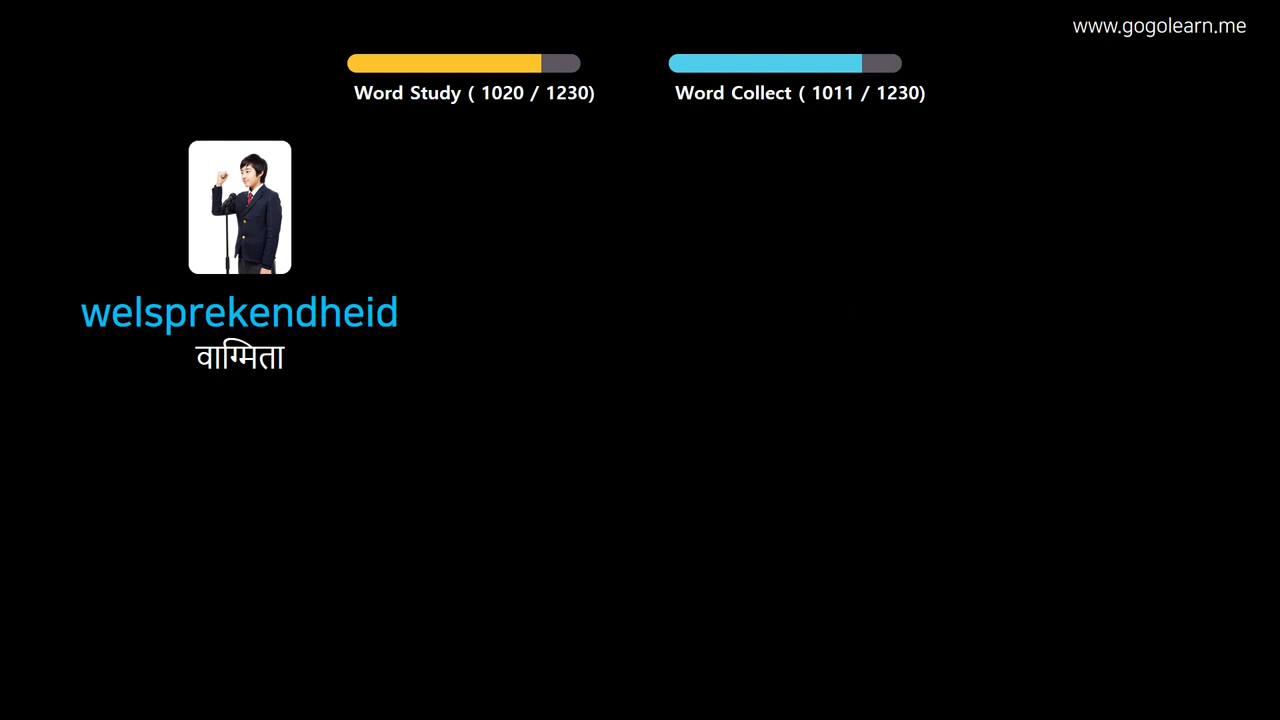 www.gogolearn.me
Word Study ( 1020 / 1230)
Word Collect ( 1011 / 1230)
welsprekendheid
वाग्मिता